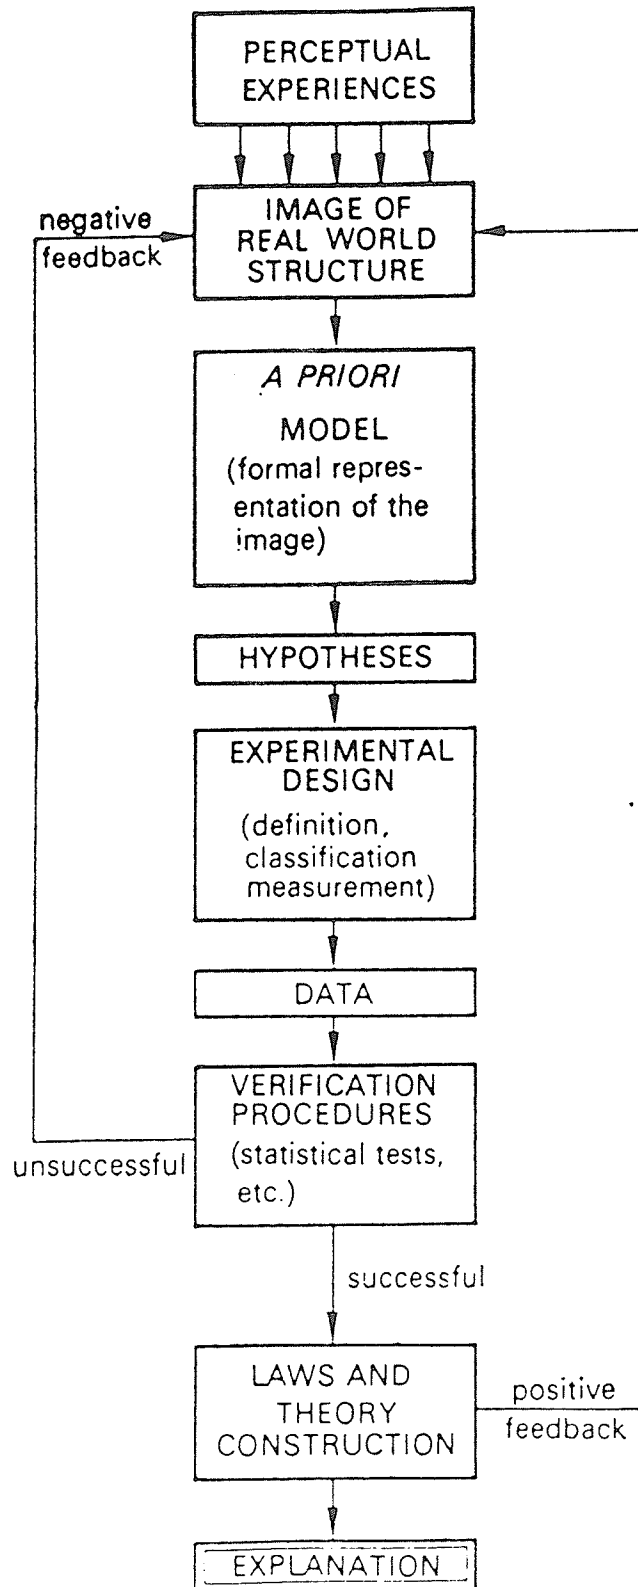 PERCEPTUAL
EXPERIENCES
IMAGE OF
REAL WORLD
STRUCTURE
negative
feedback
A PRIORI
MODEL
(formal repres-
entation of the
image)
HYPOTHESES
EXPERIMENTAL
DESIGN
(definition,
classification
measurement)
DATA
VERIFICATION
PROCEDURES
(statistical tests,
etc.)
unsuccessful
successful
LAWS AND
THEORY
CONSTRUCTION
positive
feedback
EXPLANATION